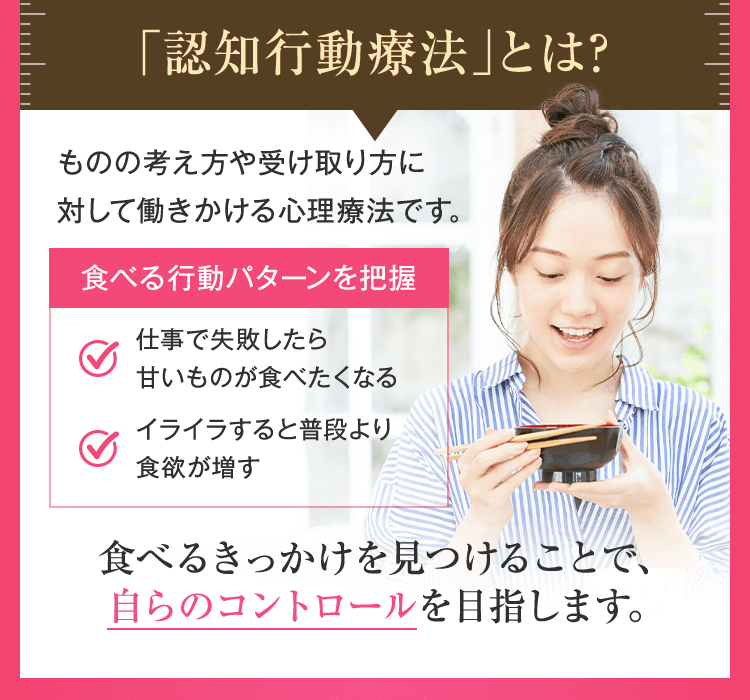 「認知行動療法」とは?
ものの考え方や受け取り方に
対して働きかける心理療法です。
食べる行動パターンを把握
仕事で失敗したら
甘いものが食べたくなる
イライラすると普段より
食欲が増す
食べるきっかけを見つけることで、
自らのコントロールを目指します。